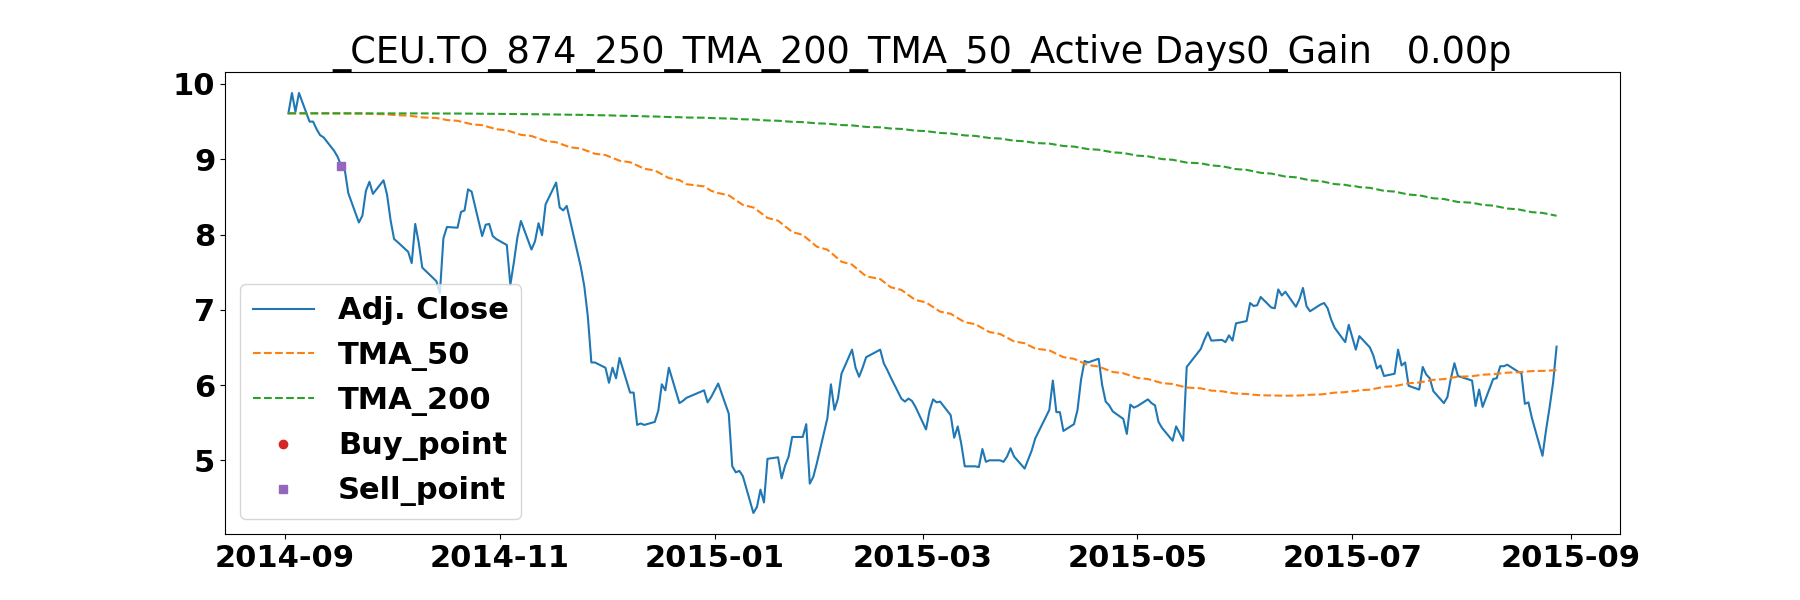 _CEU.TO_874_250_TMA_200_TMA_50_Active Days0_Gain   0.00p
10
9
8
7
6
5
Adj. Close
TMA_50
TMA_200
Buy_point
Sell_point
2014-09 2014-11 2015-01 2015-03 2015-05 2015-07 2015-09